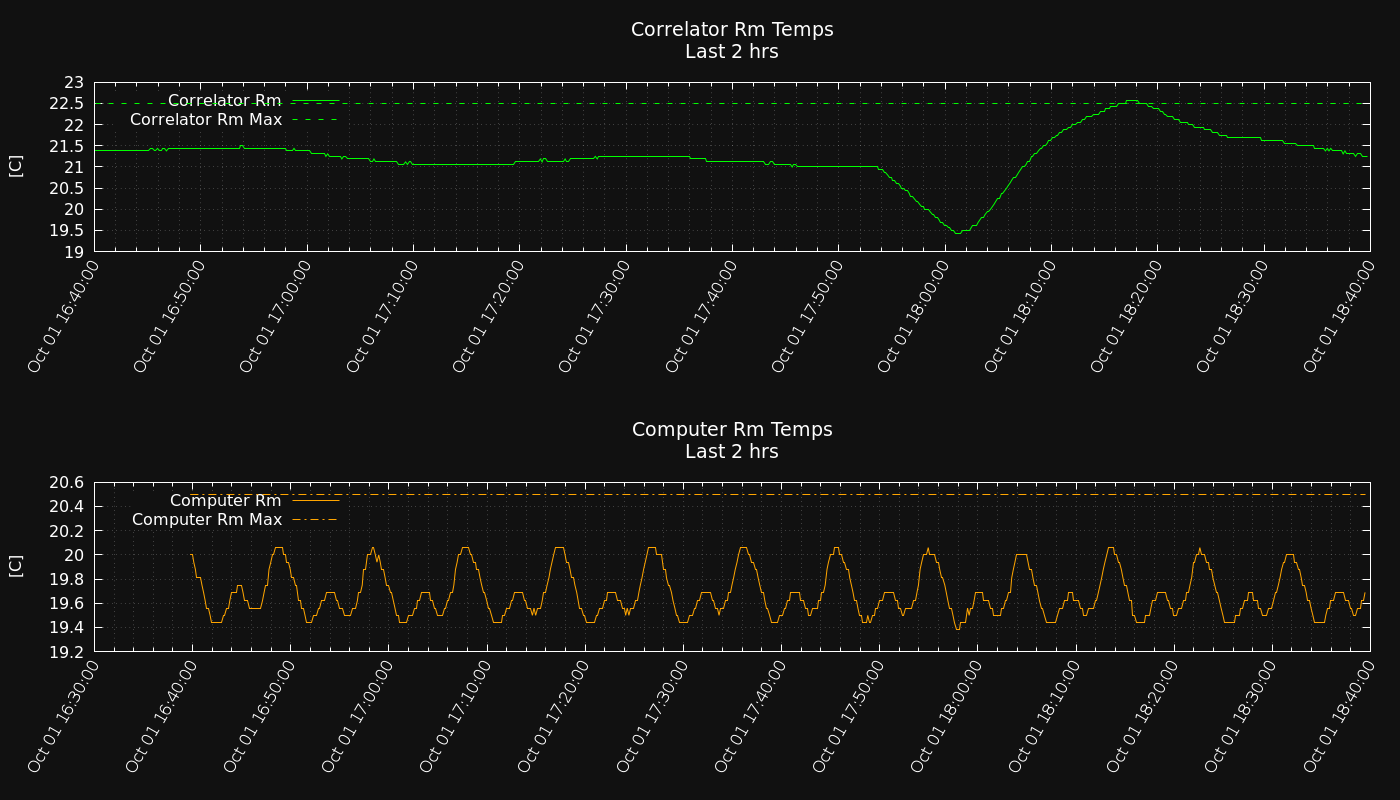 Correlator Rm Temps
Last 2 hrs
[C]
23
22.5
22
21.5
21
20.5
20
19.5
19
Correlator Rm
Correlator Rm Max
Oct 01 16:40:00
Oct 01 16:50:00
Oct 01 17:00:00
Oct 01 17:10:00
Oct 01 17:20:00
Oct 01 17:30:00
Oct 01 17:40:00
Oct 01 17:50:00
Oct 01 18:00:00
Oct 01 18:10:00
Oct 01 18:20:00
Oct 01 18:30:00
Oct 01 18:40:00
Computer Rm Temps
Last 2 hrs
[C]
20.6
20.4
20.2
20
19.8
19.6
19.4
19.2
Computer Rm
Computer Rm Max
Oct 01 16:30:00
Oct 01 16:40:00
Oct 01 16:50:00
Oct 01 17:00:00
Oct 01 17:10:00
Oct 01 17:20:00
Oct 01 17:30:00
Oct 01 17:40:00
Oct 01 17:50:00
Oct 01 18:00:00
Oct 01 18:10:00
Oct 01 18:20:00
Oct 01 18:30:00
Oct 01 18:40:00